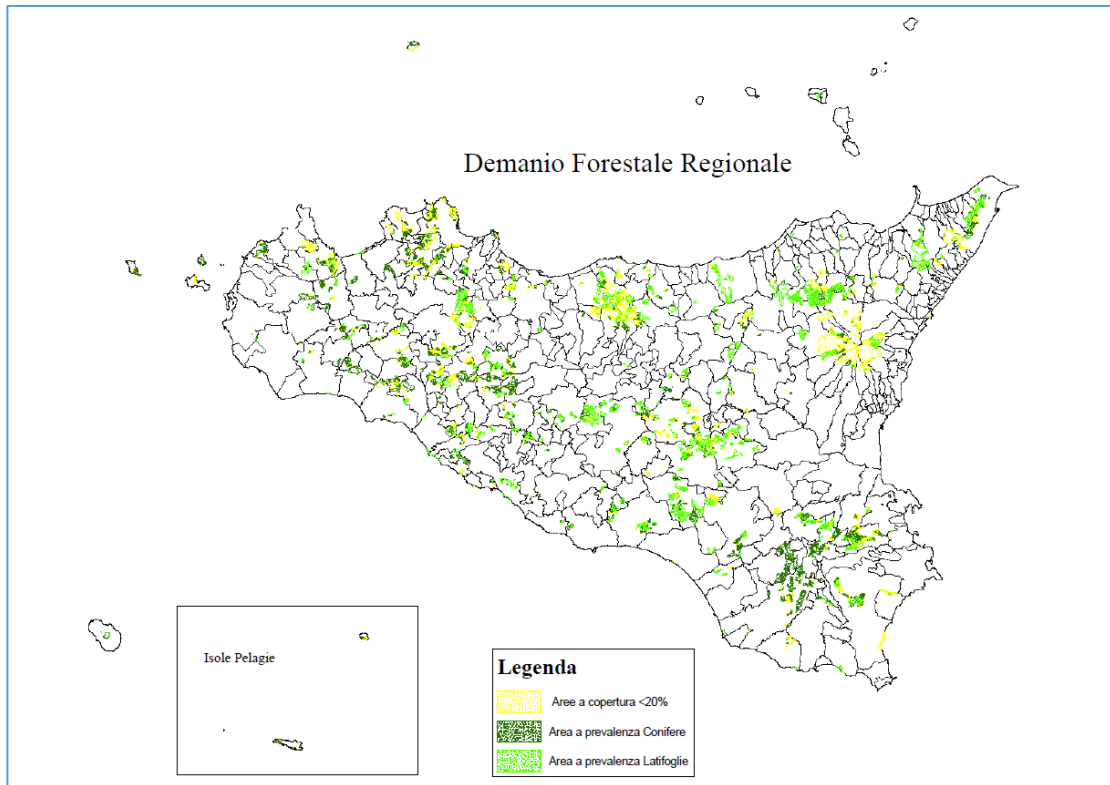 Demanio Forestale Regionale
Isole Pelagie
Legenda
Aree a copertura <20%
Area a prevalenza Conifere
Area a prevalenza Latifoglie